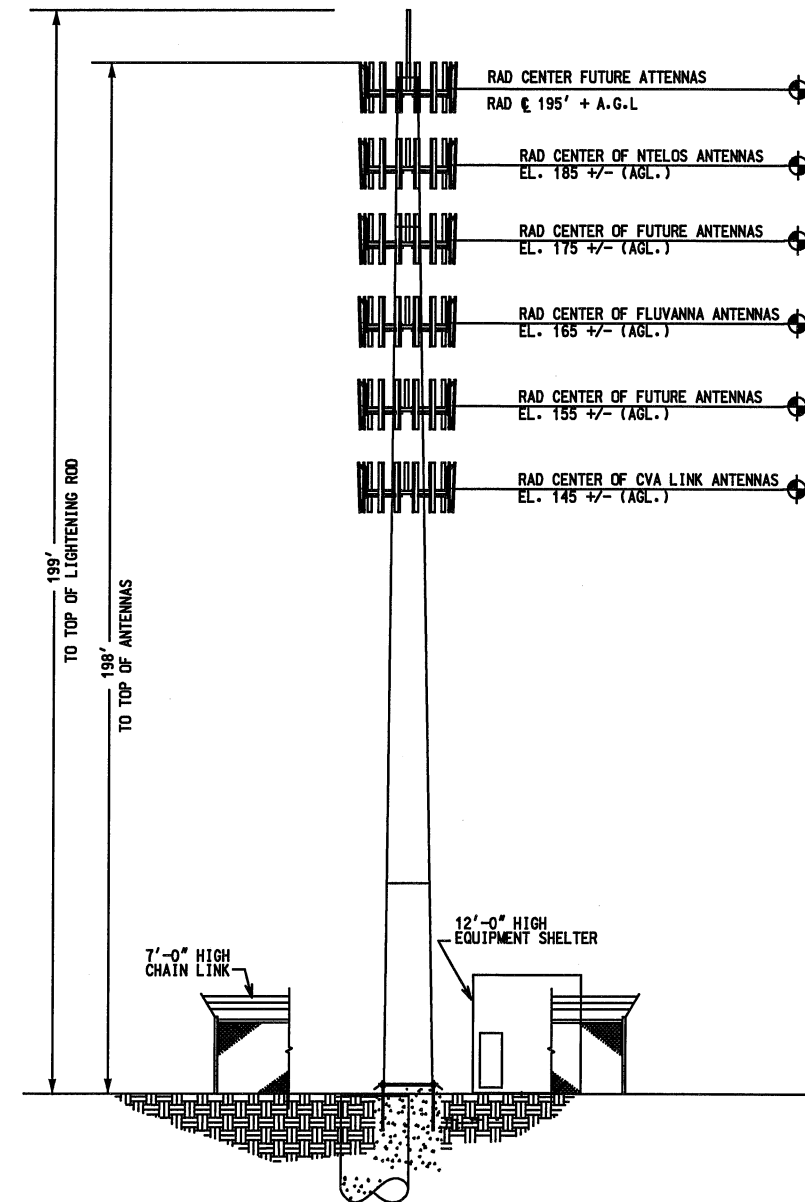 RAD CENTER FUTURE ATTENNAS
RAD ℄ 195' + A.G.L
RAD CENTER OF NTELOS ANTENNAS
EL. 185 +/- (AGL.)
RAD CENTER OF FUTURE ANTENNAS
EL. 175 +/- (AGL.)
RAD CENTER OF FLUVANNA ANTENNAS
EL. 165 +/- (AGL.)
RAD CENTER OF FUTURE ANTENNAS
EL. 155 +/- (AGL.)
RAD CENTER OF CVA LINK ANTENNAS
EL. 145 +/- (AGL.)
199'
TO TOP OF LIGHTENING ROD
198'
TO TOP OF ANTENNAS
7'-0" HIGH
CHAIN LINK
12'-0" HIGH
EQUIPMENT SHELTER